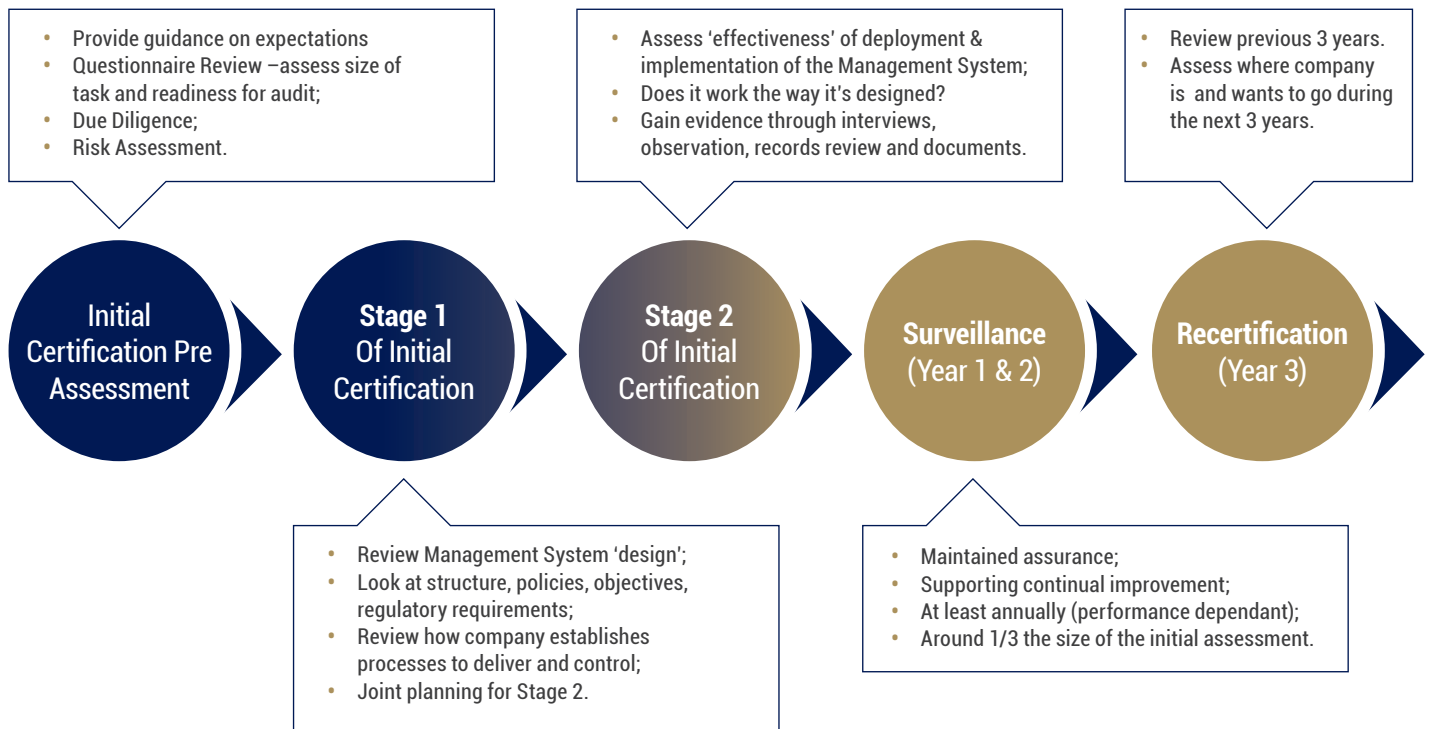 • Provide guidance on expectations
• Questionnaire Review –assess size of
task and readiness for audit;
• Due Diligence;
• Risk Assessment.
• Assess ‘effectiveness’ of deployment &
implementation of the Management System;
• Does it work the way it’s designed?
• Gain evidence through interviews,
observation, records review and documents.
• Review previous 3 years.
• Assess where company
is and wants to go during
the next 3 years.
Initial
Certification Pre
Assessment
Stage 1
Of Initial
Certification
Stage 2
Of Initial
Certification
Surveillance
(Year 1 & 2)
Recertification
(Year 3)
• Review Management System ‘design’;
• Look at structure, policies, objectives,
regulatory requirements;
• Review how company establishes
processes to deliver and control;
• Joint planning for Stage 2.
• Maintained assurance;
• Supporting continual improvement;
• At least annually (performance dependant);
• Around 1/3 the size of the initial assessment.